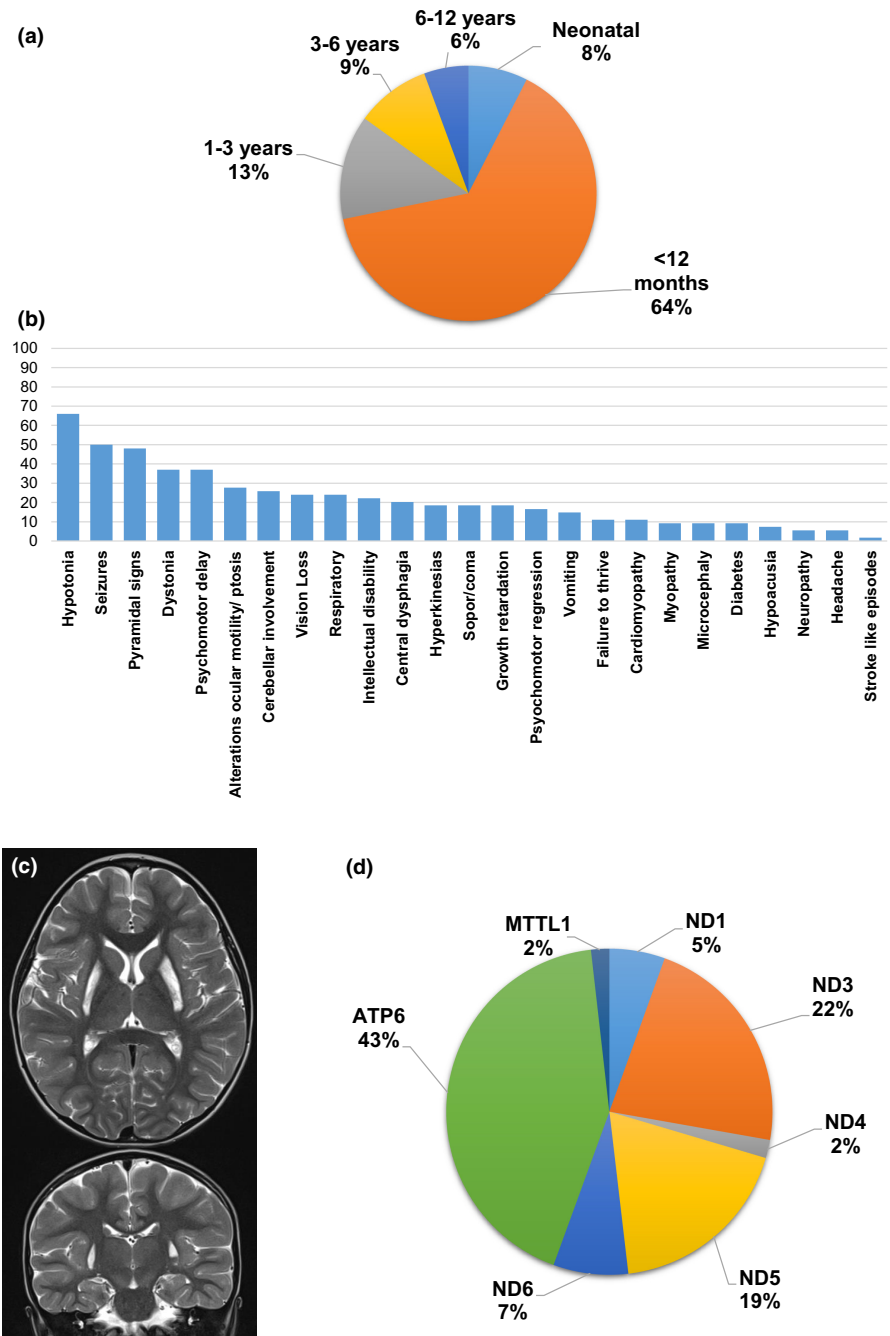 (a)
6-12 years
6%
Neonatal
8%
3-6 years
9%
1-3 years
13%
<12
months
64%
(b)
100
90
80
70
60
50
40
30
20
10
0
Hypotonia
Seizures
Pyramidal signs
Dystonia
Psychomotor delay
Alterations ocular motility/ ptosis
Cerebellar involvement
Vision Loss
Respiratory
Intellectual disability
Central dysphagia
Hyperkinesias
Sopor/coma
Growth retardation
Psyochomotor regression
Vomiting
Failure to thrive
Cardiomyopathy
Myopathy
Microcephaly
Diabetes
Hypoacusia
Neuropathy
Headache
Stroke like episodes
(c)
(d)
MTTL1
2%
ND1
5%
ND3
22%
ATP6
43%
ND4
2%
ND5
19%
ND6
7%